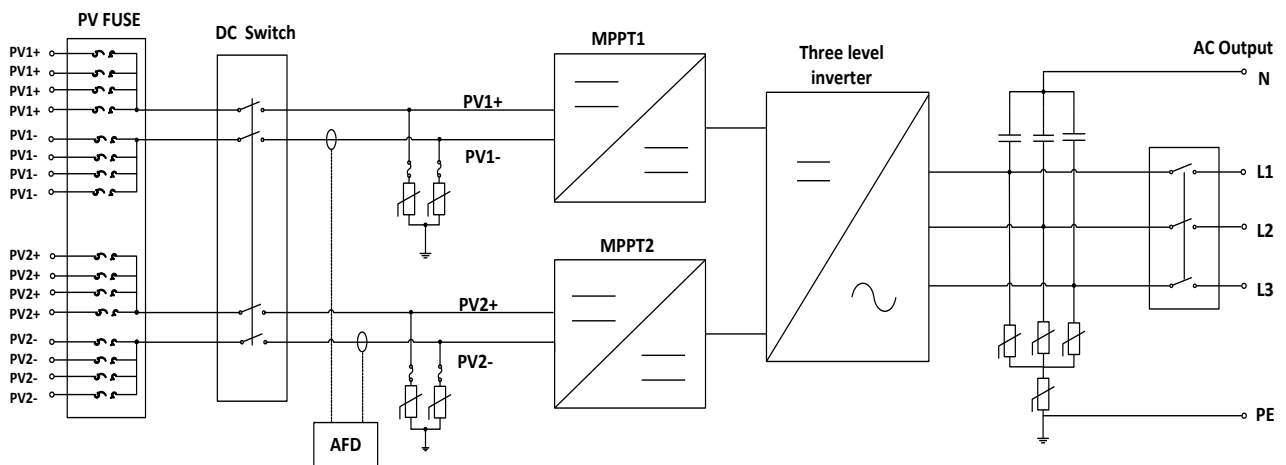 PV FUSE
DC Switch
MPPT1
Three level
inverter
AC Output
PV1+
PV1+
PV1+
PV1+
PV1-
PV1-
PV1-
PV1-
PV1+
PV1-
N
L1
L2
L3
MPPT2
PV2+
PV2+
PV2+
PV2+
PV2-
PV2-
PV2-
PV2-
PV2+
PV2-
AFD
PE